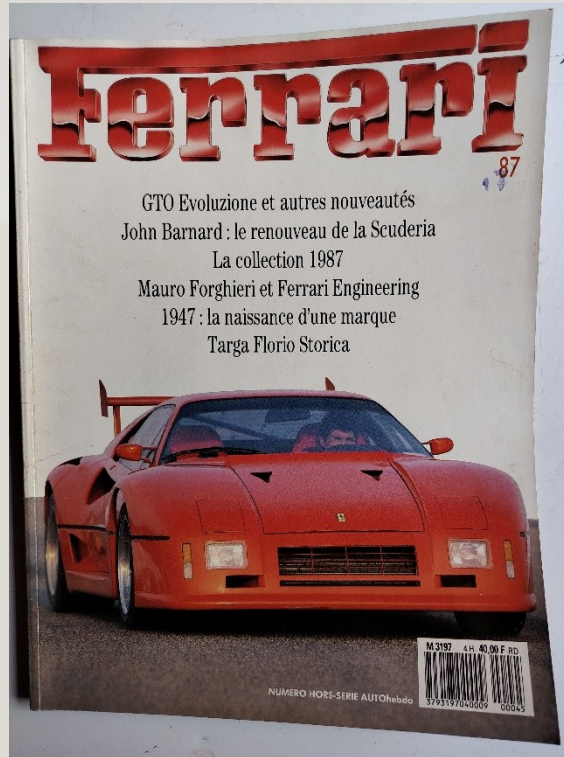 Ferrari
87
GTO Evoluzione et autres nouveautés
John Barnard : le renouveau de la Scuderia
La collection 1987
Mauro Forghieri et Ferrari Engineering
1947 : la naissance d'une marque
Targa Florio Storica
M 3197 4 H. 40,00 F. RD
NUMERO HORS-SERIE AUTOhebdo
3793197040009 00045